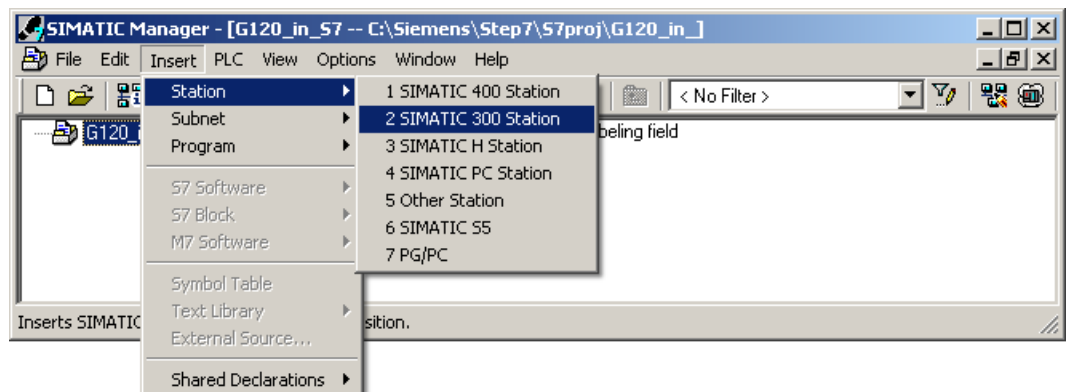 SIMATIC Manager - [G120_in_S7 -- C:\Siemens\Step7\S7proj\G120_in_]
File Edit Insert PLC View Options Window Help
< No Filter >
Station
Subnet
Program
S7 Software
S7 Block
M7 Software
Symbol Table
Text Library
External Source...
Shared Declarations
1 SIMATIC 400 Station
2 SIMATIC 300 Station
3 SIMATIC H Station
4 SIMATIC PC Station
5 Other Station
6 SIMATIC S5
7 PG/PC
G120_i
beling field
Inserts SIMATIC
sition.